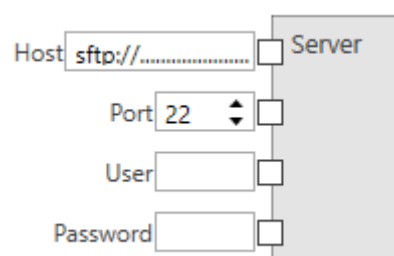 Host sftp://...................... Server
Port 22
User
Password